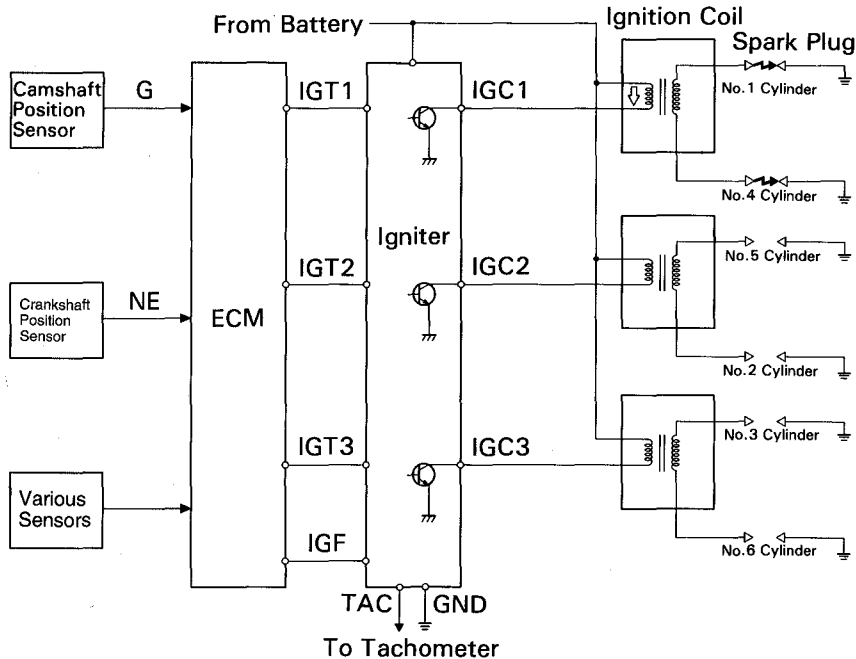 From Battery
Ignition Coil
Spark Plug
Camshaft
Position
Sensor
G
IGT1
IGC1
No.1 Cylinder
No.4 Cylinder
Igniter
Crankshaft
Position
Sensor
NE
ECM
IGT2
IGC2
No.5 Cylinder
No.2 Cylinder
Various
Sensors
IGT3
IGC3
No.3 Cylinder
IGF
No.6 Cylinder
TAC
GND
To Tachometer